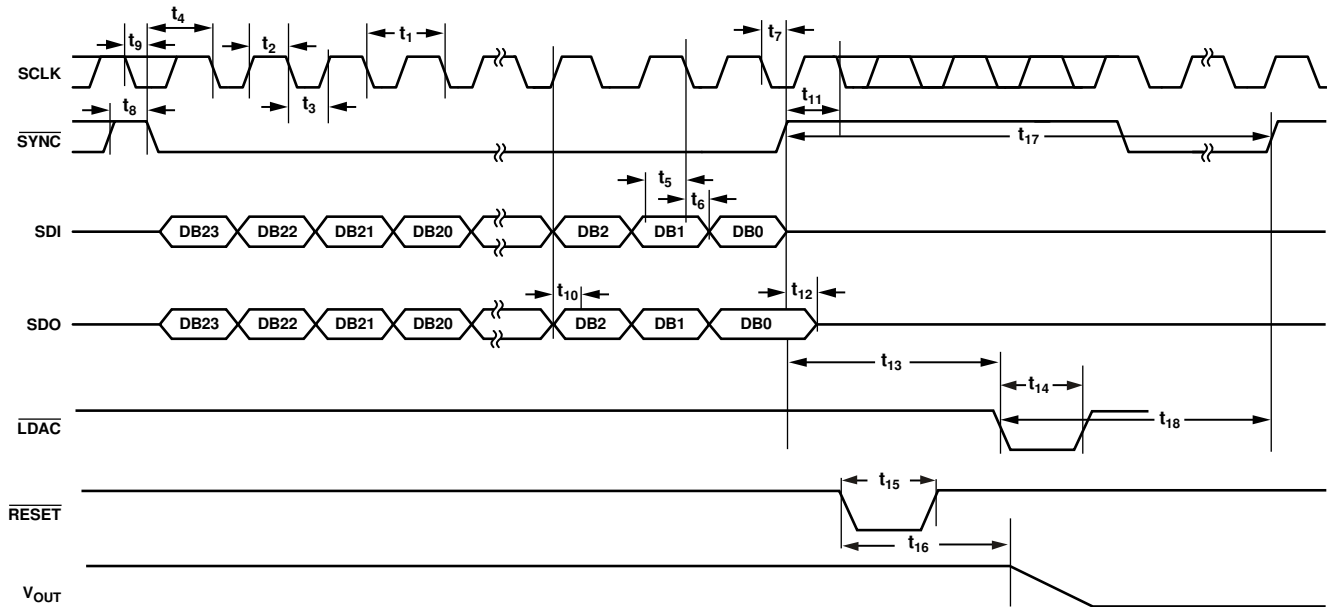 t4
t9
t2
t1
t7
SCLK
t3
t8
t11
SYNC
t17
t5
t6
SDI
DB23 DB22 DB21 DB20 DB2 DB1 DB0
t10
t12
SDO
DB23 DB22 DB21 DB20 DB2 DB1 DB0
t13
t14
LDAC
t18
t15
RESET
t16
VOUT